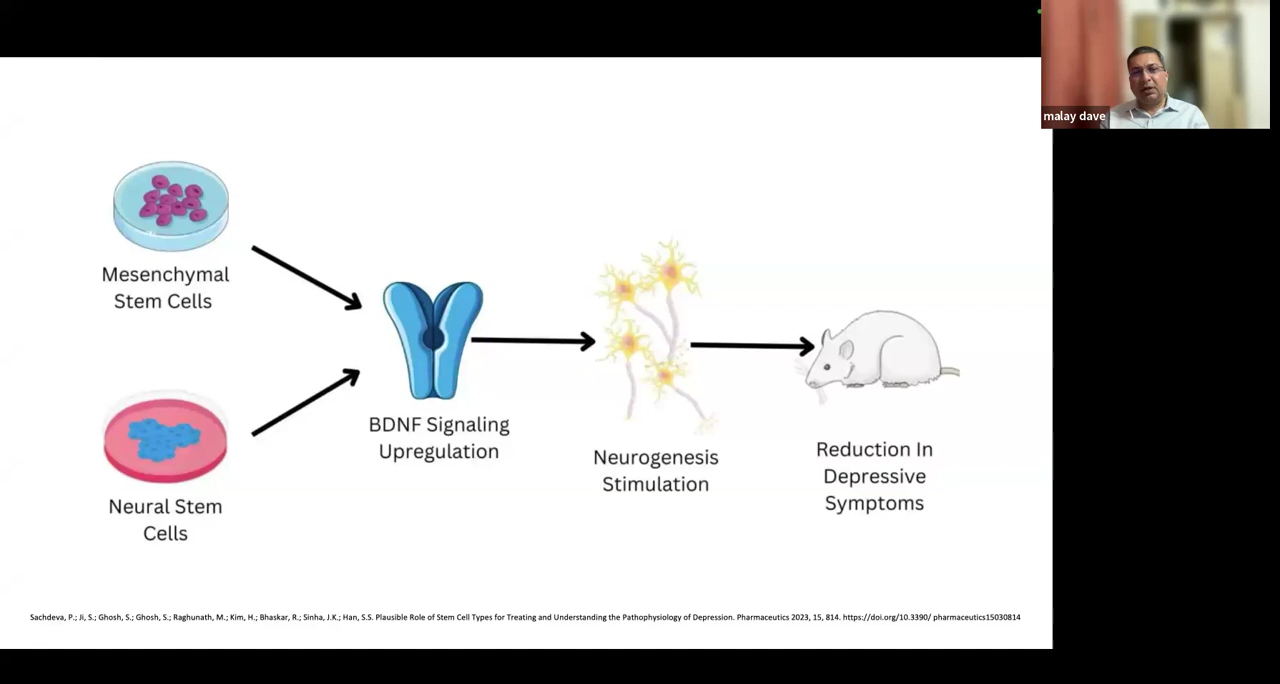 malay dave
Mesenchymal
Stem Cells
Neural Stem
Cells
BDNF Signaling
Upregulation
Neurogenesis
Stimulation
Reduction In
Depressive
Symptoms
Sachdeva, P.; Ji, S.; Ghosh, S.; Ghosh, S.; Raghunath, M.; Kim, H.; Bhaskar, R.; Sinha, J.K.; Han, S.S. Plausible Role of Stem Cell Types for Treating and Understanding the Pathophysiology of Depression. Pharmaceutics 2023, 15, 814. https://doi.org/10.3390/ pharmaceutics15030814